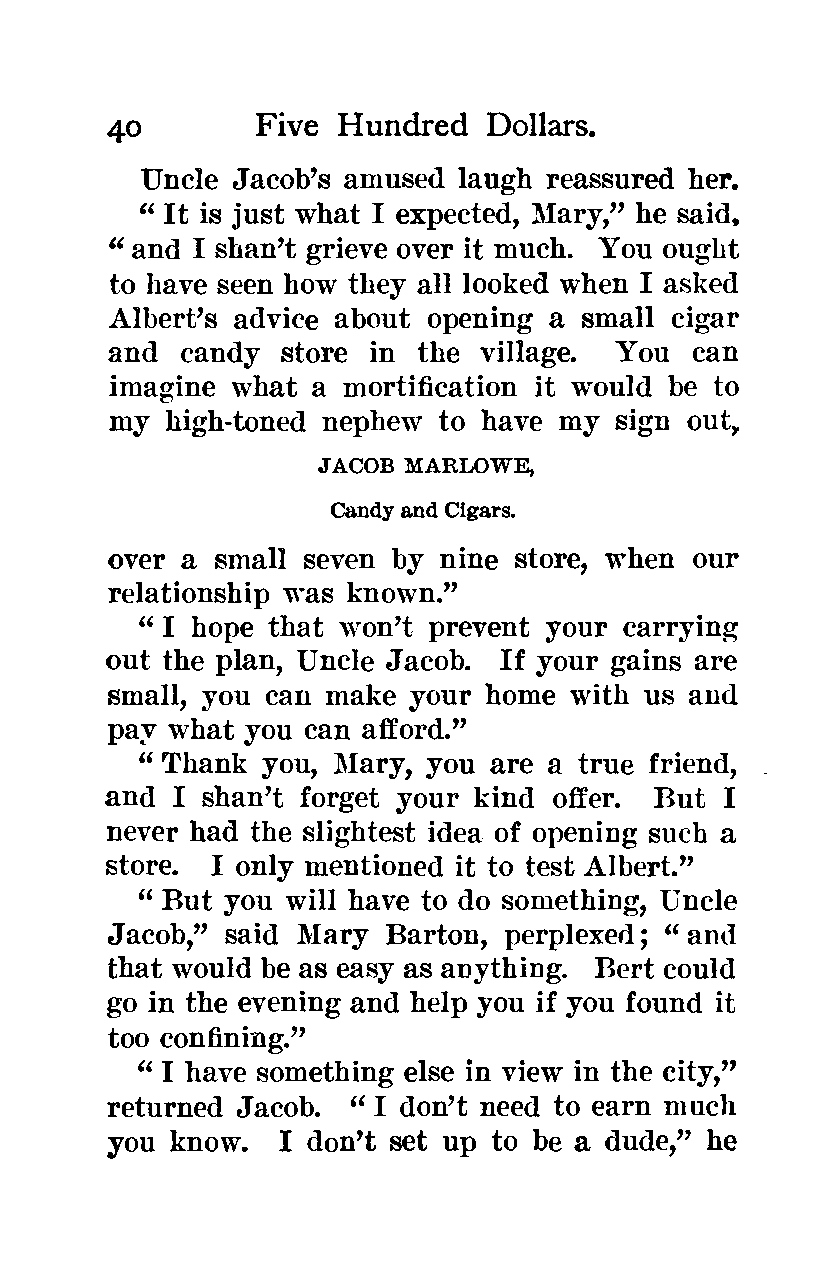 40 Five Hundred Dollars.
Uncle Jacob’s amused laugh reassured her.
“ It is just what I expected, Mary,” he said,
“ and I shan’t grieve over it much. You ought
to have seen how they all looked when I asked
Albert’s advice about opening a small cigar
and candy store in the village. You can
imagine what a mortification it would be to
my high-toned nephew to have my sign out,
JACOB MARLOWE,
Candy and Cigars.
over a small seven by nine store, when our
relationship was known.”
“ I hope that won’t prevent your carrying
out the plan, Uncle Jacob. If your gains are
small, you can make your home with us and
pay what you can afford.”
“ Thank you, Mary, you are a true friend,
and I shan’t forget your kind offer. But I
never had the slightest idea of opening such a
store. I only mentioned it to test Albert.”
“ But you will have to do something, Uncle
Jacob,” said Mary Barton, perplexed; “ and
that would be as easy as anything. Bert could
go in the evening and help you if you found it
too confining.”
“ I have something else in view in the city,”
returned Jacob. “ I don’t need to earn much
you know. I don’t set up to be a dude,” he